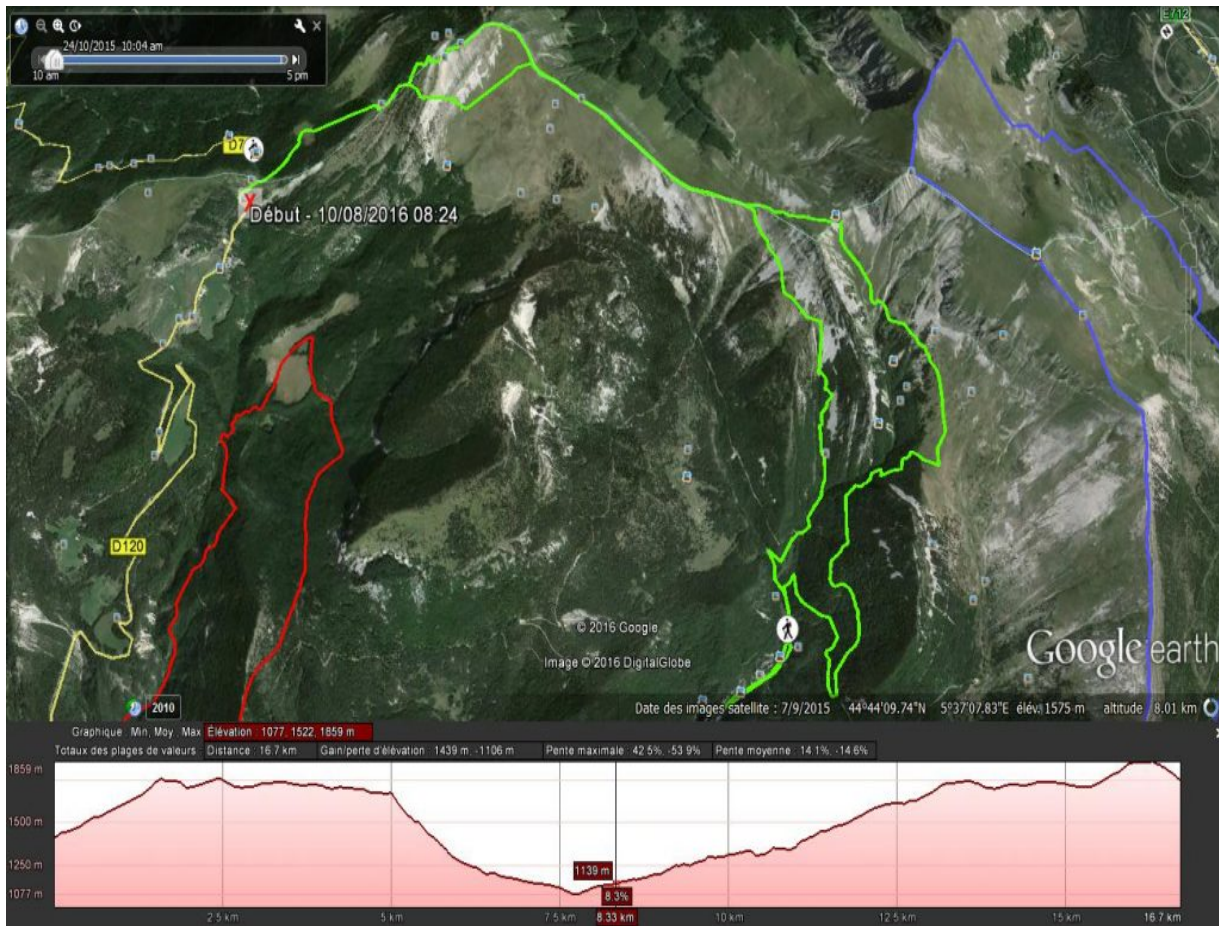 E712
24/10/2015 10:04 am
10 am
5 pm
D7
Début - 10/08/2016 08:24
D120
© 2016 Google
Image © 2016 DigitalGlobe
Google earth
2010
Date des images satellite : 7/9/2015 44°44'09.74"N 5°37'07.83"E élév. 1575 m altitude 8.01 km
Graphique : Min, Moy, Max Élévation : 1077, 1522, 1859 m
Totaux des plages de valeurs : Distance : 16.7 km Gain/perte d'élévation : 1439 m, -1106 m Pente maximale : 42.5%, -53.9% Pente moyenne : 14.1%, -14.6%
1859 m
1500 m
1250 m
1077 m
1139 m
8.3%
2.5 km 5 km 7.5 km 8.33 km 10 km 12.5 km 15 km 16.7 km